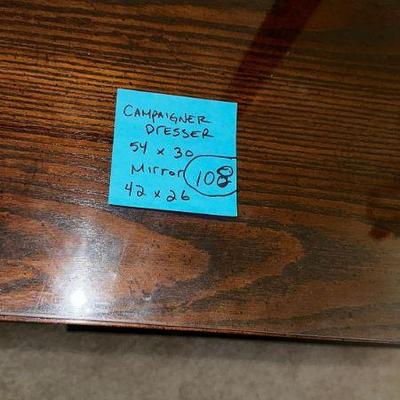 CAMPAIGNER
DRESSER
54 x 30
Mirror 108
42 x 26